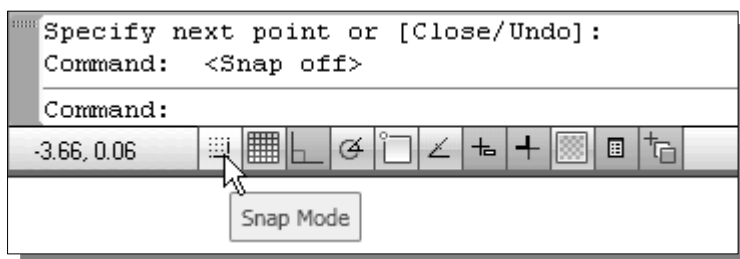 Specify next point or [Close/Undo]:
Command:  <Snap off>
Command:
-3.66, 0.06
Snap Mode